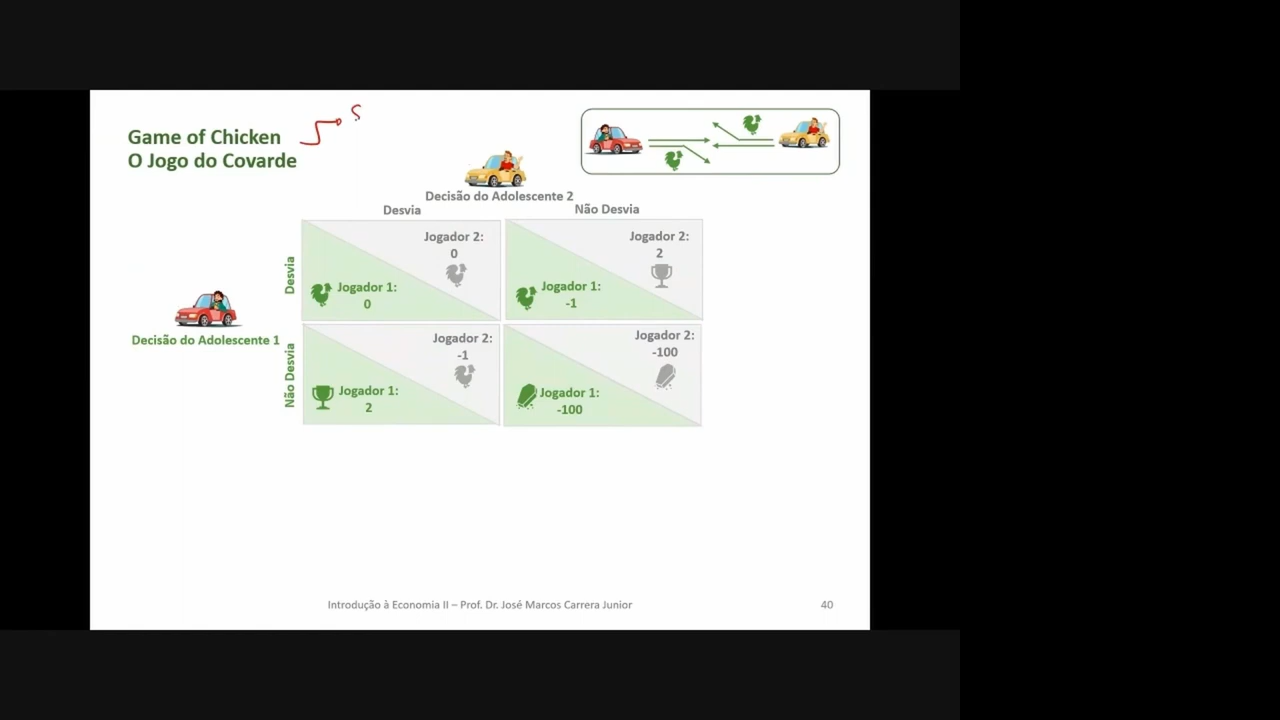 Game of Chicken
O Jogo do Covarde
S
Decisão do Adolescente 2
Desvia
Não Desvia
Jogador 2:
0
Jogador 2:
2
Desvia
Jogador 1:
0
Jogador 1:
-1
Decisão do Adolescente 1
Não Desvia
Jogador 2:
-1
Jogador 2:
-100
Jogador 1:
2
Jogador 1:
-100
Introdução à Economia II – Prof. Dr. José Marcos Carrera Junior
40